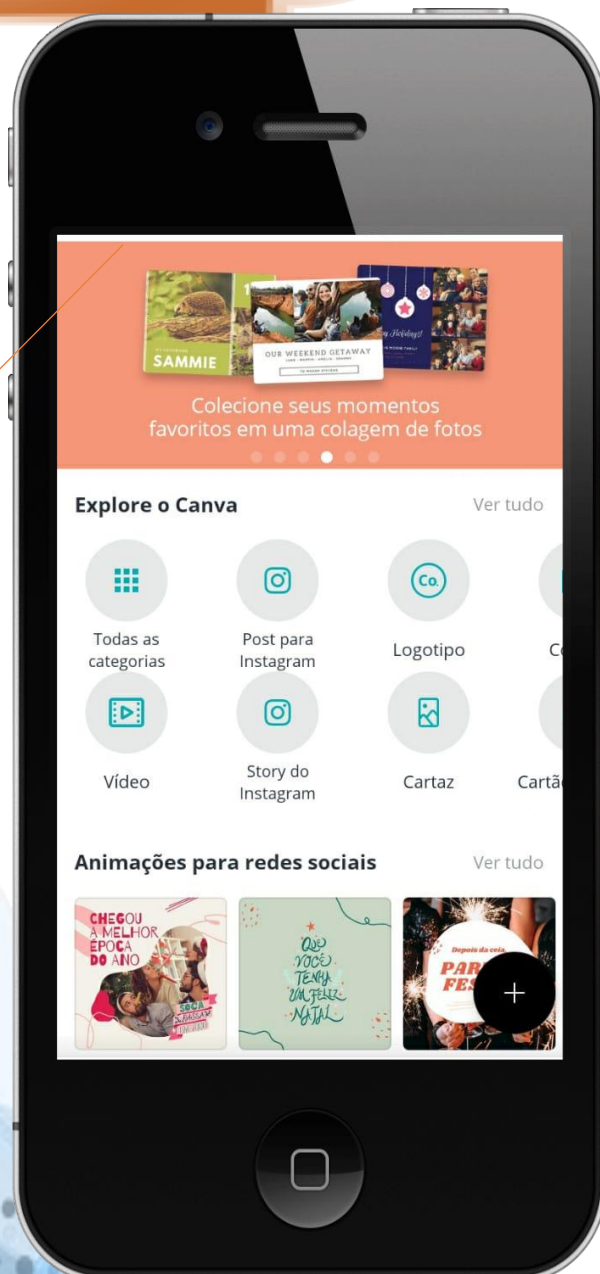 SAMMIE
OUR WEEKEND GETAWAY
Colecione seus momentos
favoritos em uma colagem de fotos
Explore o Canva
Ver tudo
Todas as
categorias
Post para
Instagram
Co.
Logotipo
Vídeo
Story do
Instagram
Cartaz
Animações para redes sociais
Ver tudo
CHEGOU
A MELHOR
ÉPOCA
DO ANO
QUE
VOCÊ
TENHA
UM FELIZ
NATAL
Depois da ceia,